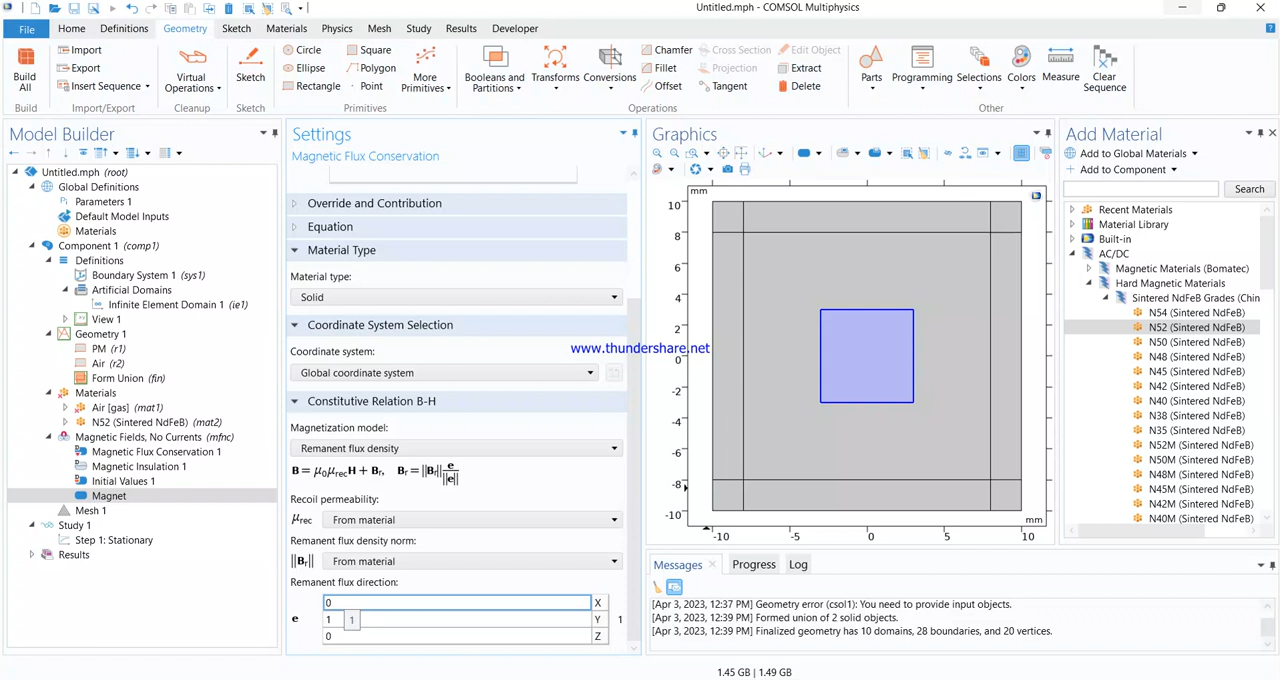 Untitled.mph - COMSOL Multiphysics
File Home Definitions Geometry Sketch Materials Physics Mesh Study Results Developer
Build All
Build
Import
Export
Insert Sequence
Import/Export
Virtual Operations
Cleanup
Sketch
Sketch
Circle
Ellipse
Rectangle
Square
Polygon
Point
More Primitives
Primitives
Booleans and Partitions
Transforms
Conversions
Chamfer
Fillet
Offset
Cross Section
Projection
Tangent
Edit Object
Extract
Delete
Operations
Parts
Programming
Selections
Colors
Measure
Clear Sequence
Other
Model Builder
Untitled.mph (root)
Global Definitions
Parameters 1
Default Model Inputs
Materials
Component 1 (comp1)
Definitions
Boundary System 1 (sys1)
Artificial Domains
Infinite Element Domain 1 (ie1)
View 1
Geometry 1
PM (r1)
Air (r2)
Form Union (fin)
Materials
Air [gas] (mat1)
N52 (Sintered NdFeB) (mat2)
Magnetic Fields, No Currents (mfnc)
Magnetic Flux Conservation 1
Magnetic Insulation 1
Initial Values 1
Magnet
Mesh 1
Study 1
Step 1: Stationary
Results
Settings
Magnetic Flux Conservation
Override and Contribution
Equation
Material Type
Material type:
Solid
Coordinate System Selection
Coordinate system:
Global coordinate system
Constitutive Relation B-H
Magnetization model:
Remanent flux density
B = μ0μrecH + Br, Br = ||Br|| e/||e||
Recoil permeability:
μrec From material
Remanent flux density norm:
||Br|| From material
Remanent flux direction:
0 X
e 1 1 Y 1
0 Z
Graphics
mm
10
8
6
4
2
0
-2
-4
-6
-8
-10
-10 -5 0 5 10
mm
www.thundershare.net
Messages Progress Log
[Apr 3, 2023, 12:37 PM] Geometry error (csol1): You need to provide input objects.
[Apr 3, 2023, 12:39 PM] Formed union of 2 solid objects.
[Apr 3, 2023, 12:39 PM] Finalized geometry has 10 domains, 28 boundaries, and 20 vertices.
Add Material
Add to Global Materials
Add to Component
Search
Recent Materials
Material Library
Built-in
AC/DC
Magnetic Materials (Bomatec)
Hard Magnetic Materials
Sintered NdFeB Grades (Chin
N54 (Sintered NdFeB)
N52 (Sintered NdFeB)
N50 (Sintered NdFeB)
N48 (Sintered NdFeB)
N45 (Sintered NdFeB)
N42 (Sintered NdFeB)
N40 (Sintered NdFeB)
N38 (Sintered NdFeB)
N35 (Sintered NdFeB)
N52M (Sintered NdFeB)
N50M (Sintered NdFeB)
N48M (Sintered NdFeB)
N45M (Sintered NdFeB)
N42M (Sintered NdFeB)
N40M (Sintered NdFeB)
1.45 GB | 1.49 GB